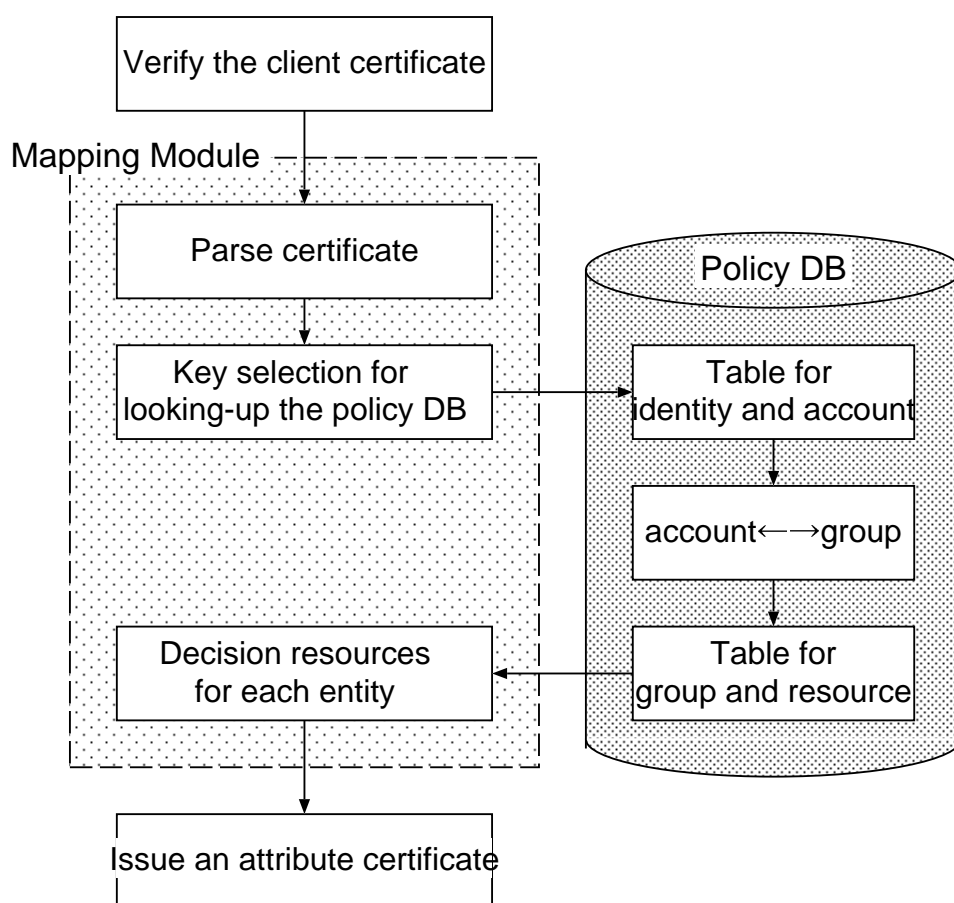 Verify the client certificate
Mapping Module
Parse certificate
Policy DB
Key selection for
looking-up the policy DB
Table for
identity and account
account←→group
Decision resources
for each entity
Table for
group and resource
Issue an attribute certificate